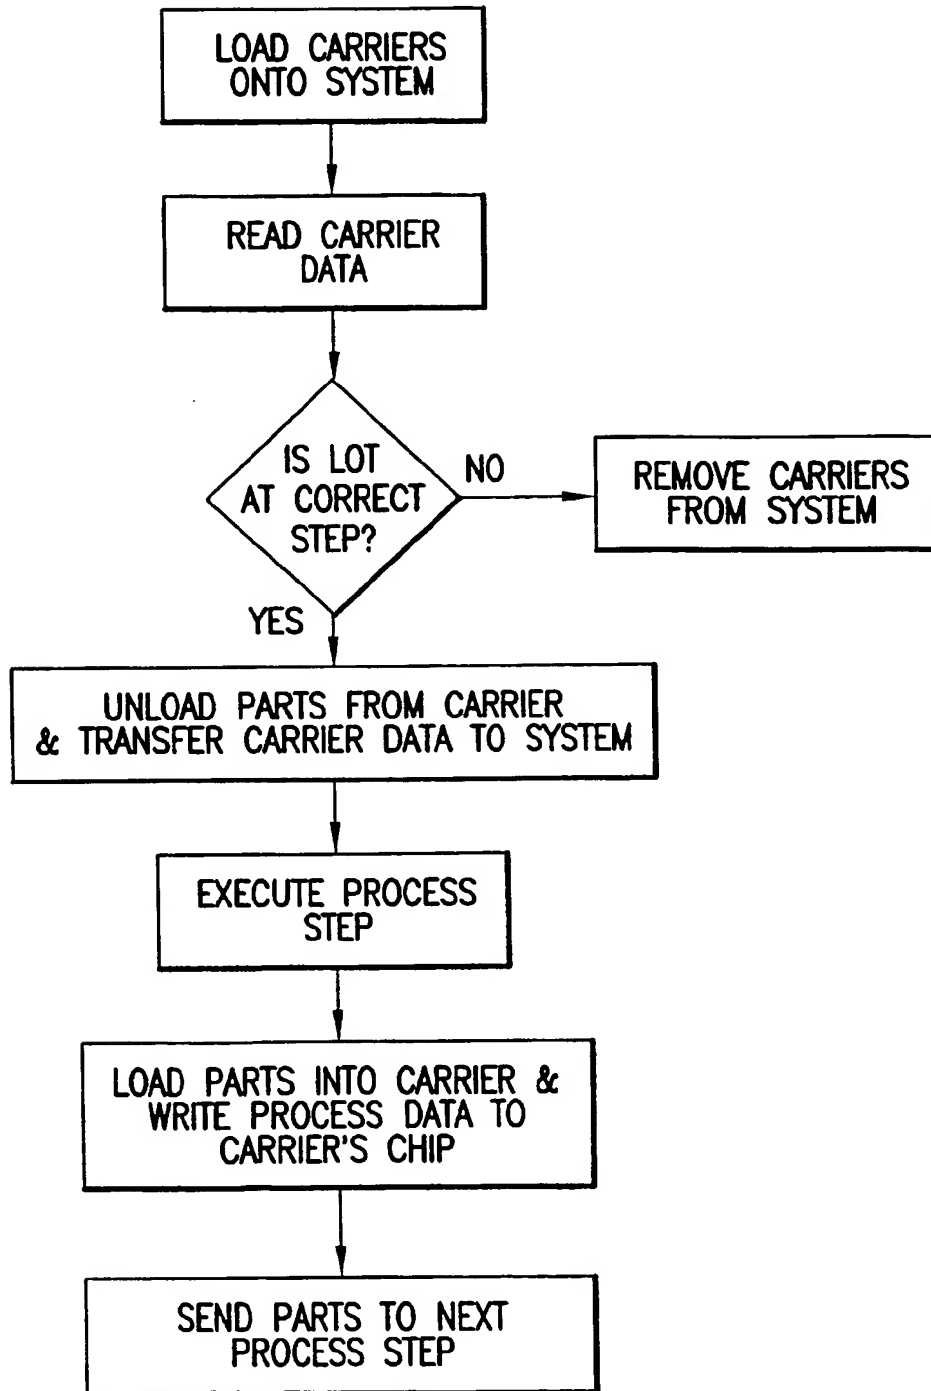 LOAD CARRIERS
ONTO SYSTEM
READ CARRIER
DATA
IS LOT
AT CORRECT
STEP?
NO
REMOVE CARRIERS
FROM SYSTEM
YES
UNLOAD PARTS FROM CARRIER
& TRANSFER CARRIER DATA TO SYSTEM
EXECUTE PROCESS
STEP
LOAD PARTS INTO CARRIER &
WRITE PROCESS DATA TO
CARRIER'S CHIP
SEND PARTS TO NEXT
PROCESS STEP